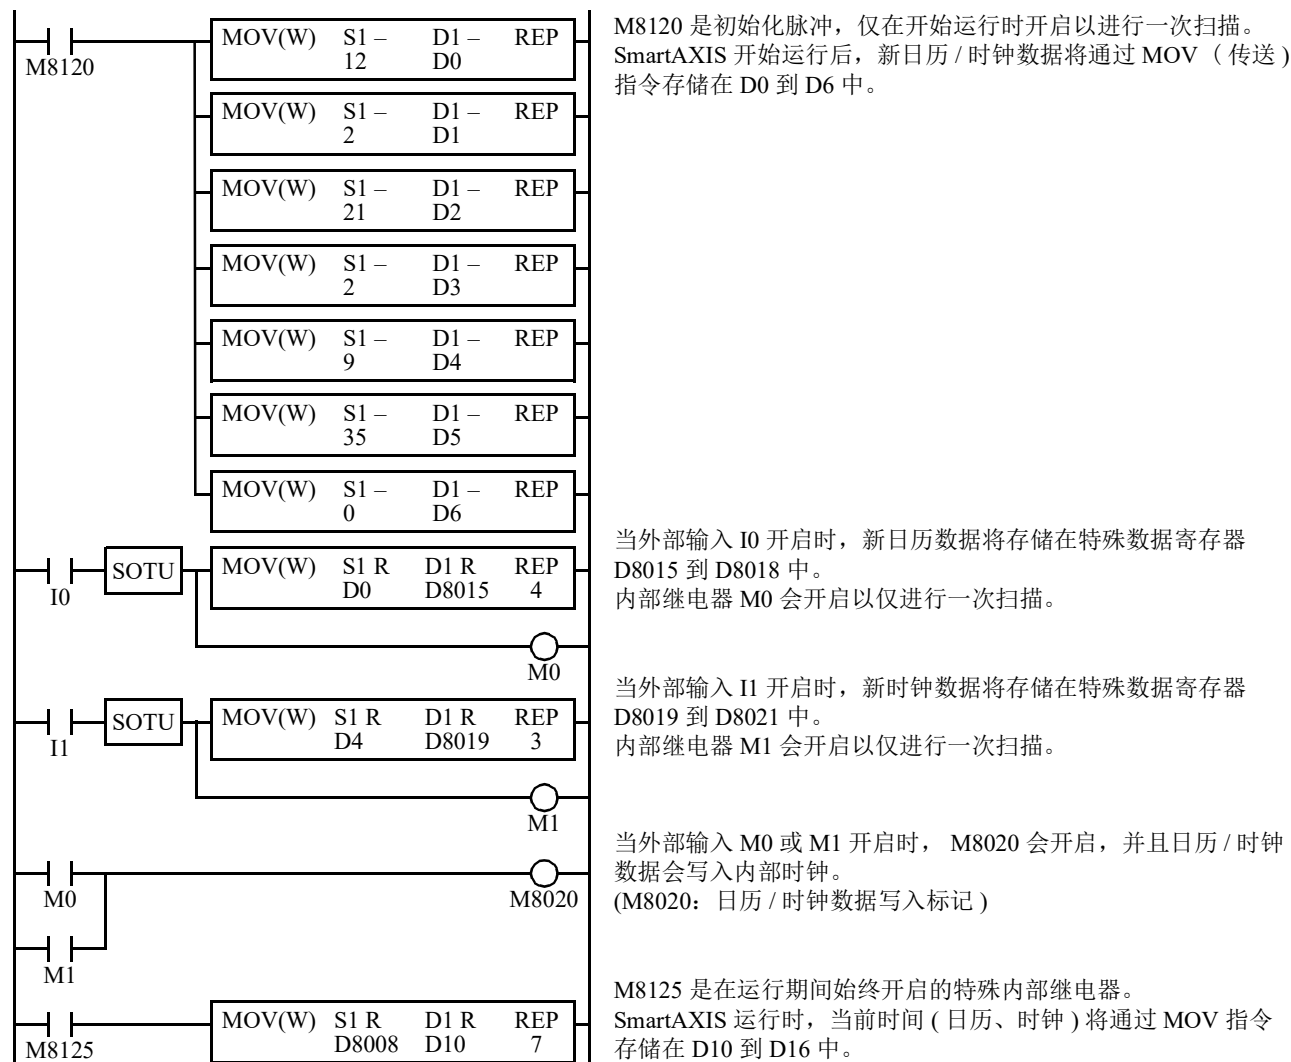 M8120
MOV(W) S1 – D1 – REP
12 D0
MOV(W) S1 – D1 – REP
2 D1
MOV(W) S1 – D1 – REP
21 D2
MOV(W) S1 – D1 – REP
2 D3
MOV(W) S1 – D1 – REP
9 D4
MOV(W) S1 – D1 – REP
35 D5
MOV(W) S1 – D1 – REP
0 D6
M8120 是初始化脉冲，仅在开始运行时开启以进行一次扫描。
SmartAXIS 开始运行后，新日历 / 时钟数据将通过 MOV（ 传送 )
指令存储在 D0 到 D6 中。
I0
SOTU
MOV(W) S1 R D1 R REP
D0 D8015 4
M0
当外部输入 I0 开启时，新日历数据将存储在特殊数据寄存器
D8015 到 D8018 中。
内部继电器 M0 会开启以仅进行一次扫描。
I1
SOTU
MOV(W) S1 R D1 R REP
D4 D8019 3
M1
当外部输入 I1 开启时，新时钟数据将存储在特殊数据寄存器
D8019 到 D8021 中。
内部继电器 M1 会开启以仅进行一次扫描。
M0
M8020
M1
当外部输入 M0 或 M1 开启时， M8020 会开启，并且日历 / 时钟
数据会写入内部时钟。
(M8020：日历 / 时钟数据写入标记 )
M8125
MOV(W) S1 R D1 R REP
D8008 D10 7
M8125 是在运行期间始终开启的特殊内部继电器。
SmartAXIS 运行时，当前时间 ( 日历、时钟 ) 将通过 MOV 指令
存储在 D10 到 D16 中。